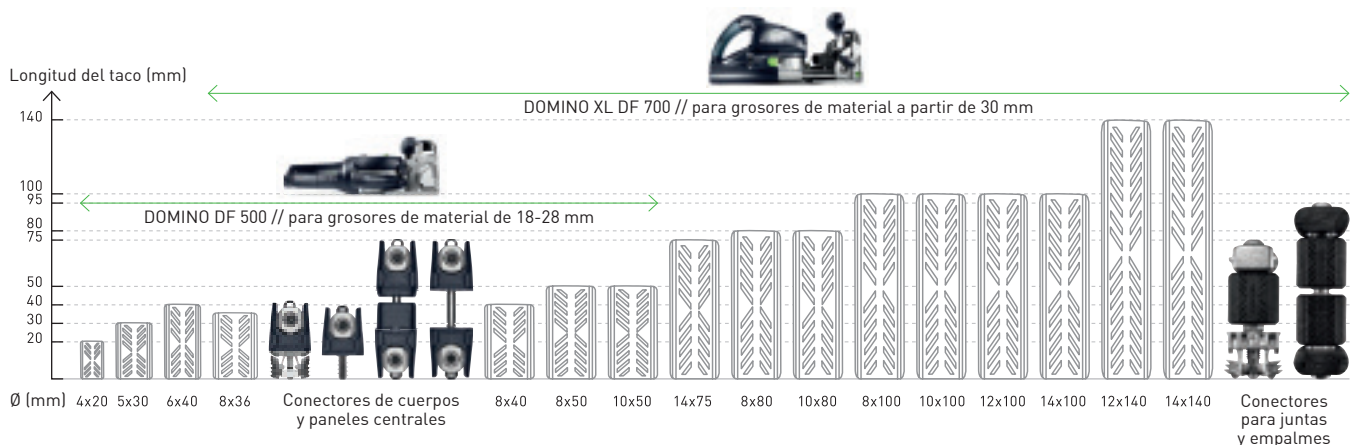 Longitud del taco (mm)
DOMINO XL DF 700 // para grosores de material a partir de 30 mm
140
DOMINO DF 500 // para grosores de material de 18-28 mm
100
95
80
75
50
40
30
20
Ø (mm) 4x20 5x30 6x40 8x36 Conectores de cuerpos 8x40 8x50 10x50 14x75 8x80 10x80 8x100 10x100 12x100 14x100 12x140 14x140 Conectores
y paneles centrales para juntas
y empalmes